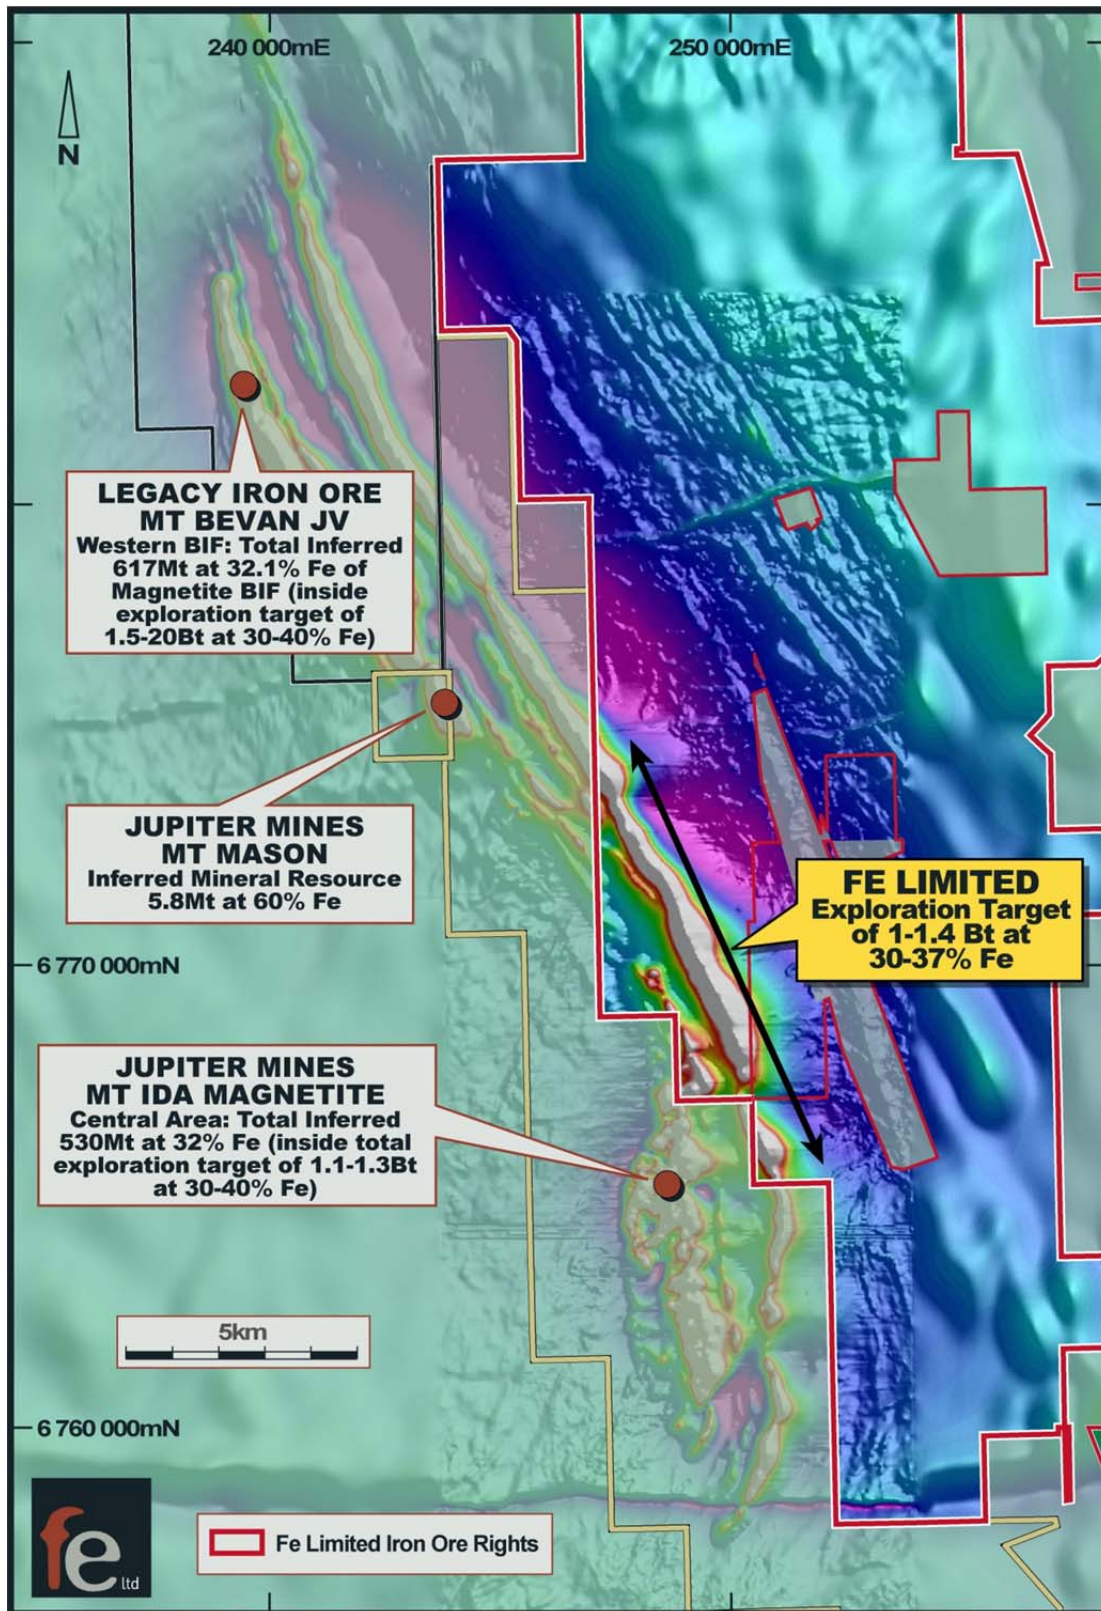 240 000mE
250 000mE
N
LEGACY IRON ORE
MT BEVAN JV
Western BIF: Total Inferred
617Mt at 32.1% Fe of
Magnetite BIF (inside
exploration target of
1.5-20Bt at 30-40% Fe)
JUPITER MINES
MT MASON
Inferred Mineral Resource
5.8Mt at 60% Fe
FE LIMITED
Exploration Target
of 1-1.4 Bt at
30-37% Fe
6 770 000mN
JUPITER MINES
MT IDA MAGNETITE
Central Area: Total Inferred
530Mt at 32% Fe (inside total
exploration target of 1.1-1.3Bt
at 30-40% Fe)
5km
6 760 000mN
fe ltd
Fe Limited Iron Ore Rights